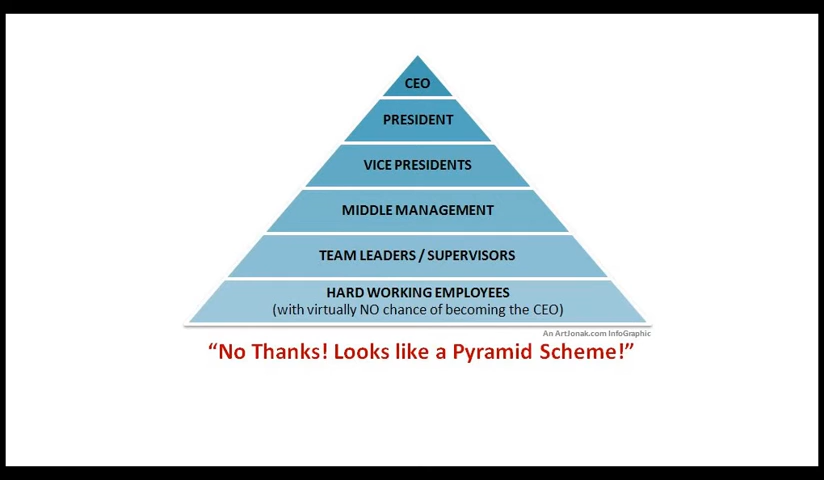 CEO
PRESIDENT
VICE PRESIDENTS
MIDDLE MANAGEMENT
TEAM LEADERS / SUPERVISORS
HARD WORKING EMPLOYEES
(with virtually NO chance of becoming the CEO)
An ArtJonak.com InfoGraphic
“No Thanks! Looks like a Pyramid Scheme!”